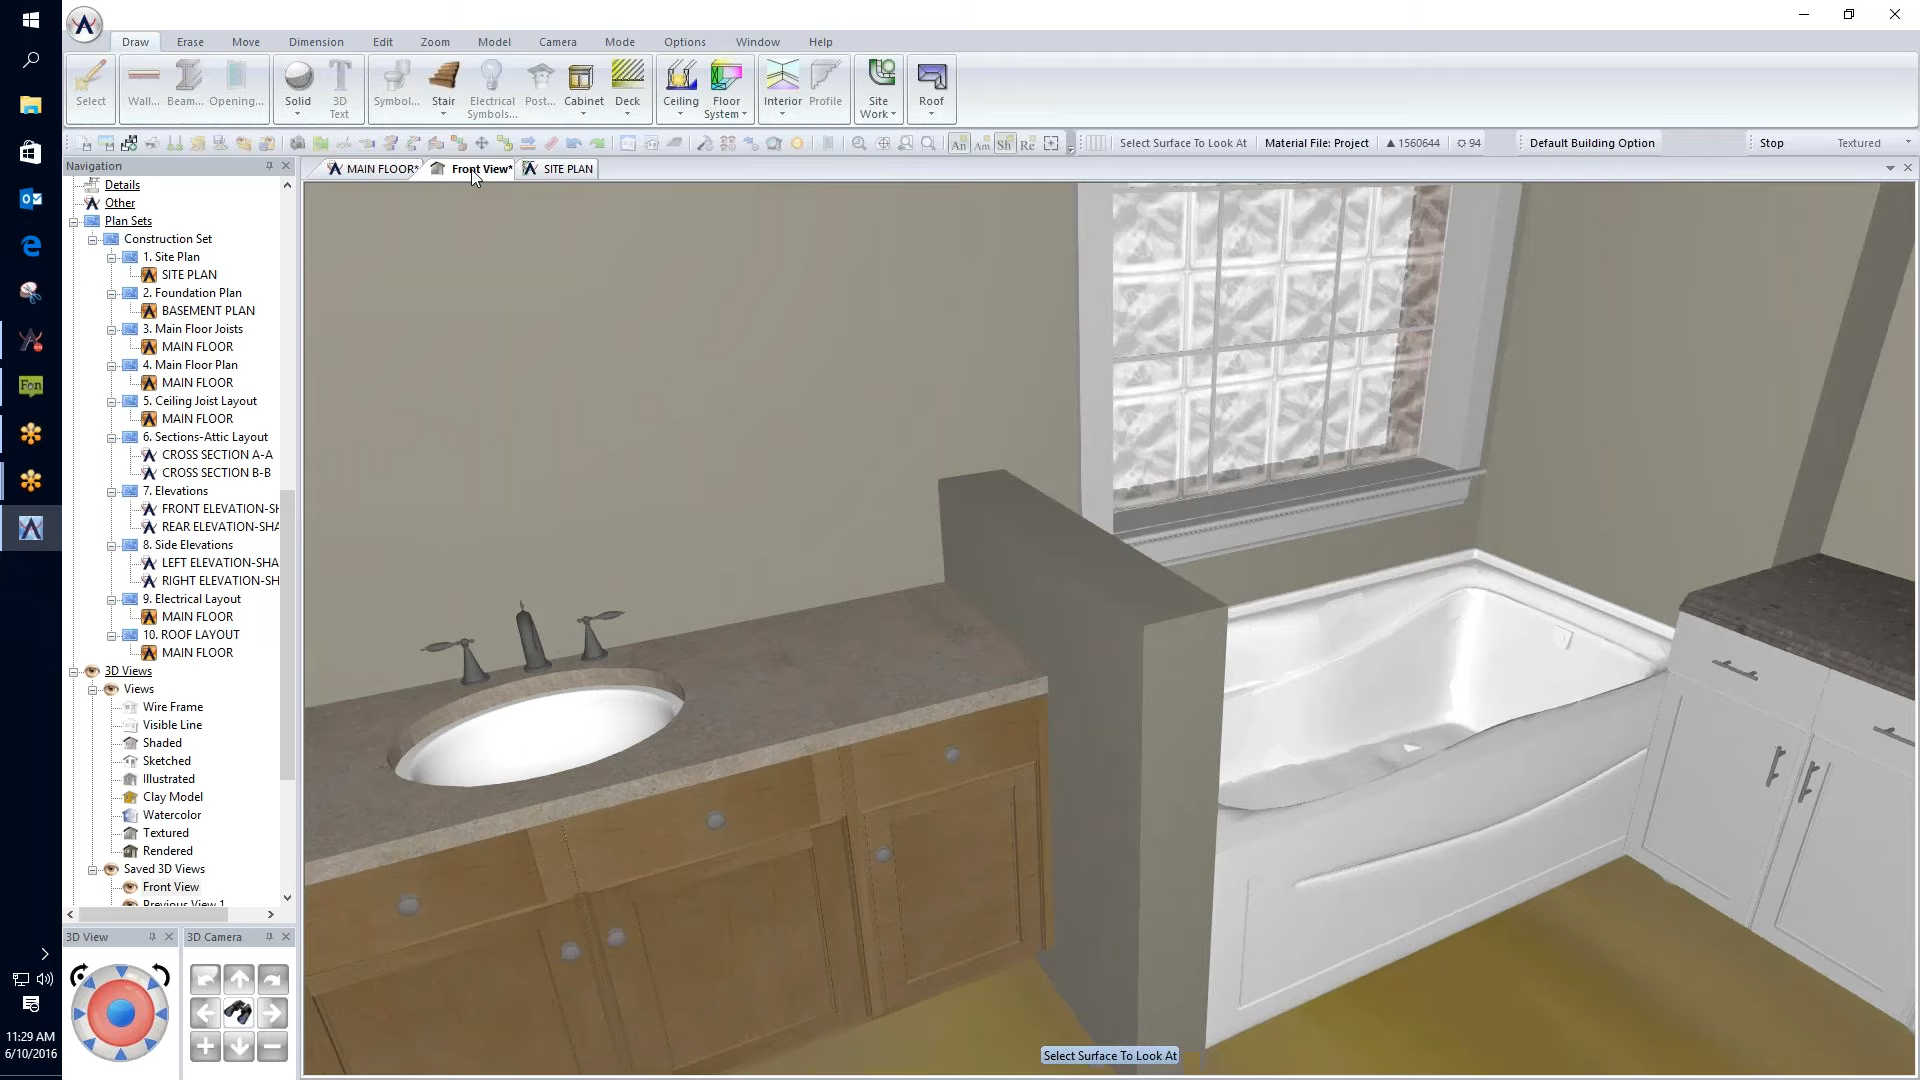 Draw Erase Move Dimension Edit Zoom Model Camera Mode Options Window Help
Select Wall... Beam... Opening... Solid 3D Text Symbol... Stair Electrical Symbols... Post... Cabinet Deck Ceiling Floor System Interior Profile Site Work Roof
An Am Sh Re Select Surface To Look At Material File: Project 1560644 94 Default Building Option Stop Textured
Navigation
MAIN FLOOR* Front View* SITE PLAN
Details
Other
Plan Sets
Construction Set
1. Site Plan
SITE PLAN
2. Foundation Plan
BASEMENT PLAN
3. Main Floor Joists
MAIN FLOOR
4. Main Floor Plan
MAIN FLOOR
5. Ceiling Joist Layout
MAIN FLOOR
6. Sections-Attic Layout
CROSS SECTION A-A
CROSS SECTION B-B
7. Elevations
FRONT ELEVATION-SH
REAR ELEVATION-SHA
8. Side Elevations
LEFT ELEVATION-SHA
RIGHT ELEVATION-SH
9. Electrical Layout
MAIN FLOOR
10. ROOF LAYOUT
MAIN FLOOR
3D Views
Views
Wire Frame
Visible Line
Shaded
Sketched
Illustrated
Clay Model
Watercolor
Textured
Rendered
Saved 3D Views
Front View
Previous View 1
3D View 3D Camera
Fon
11:29 AM
6/10/2016
Select Surface To Look At